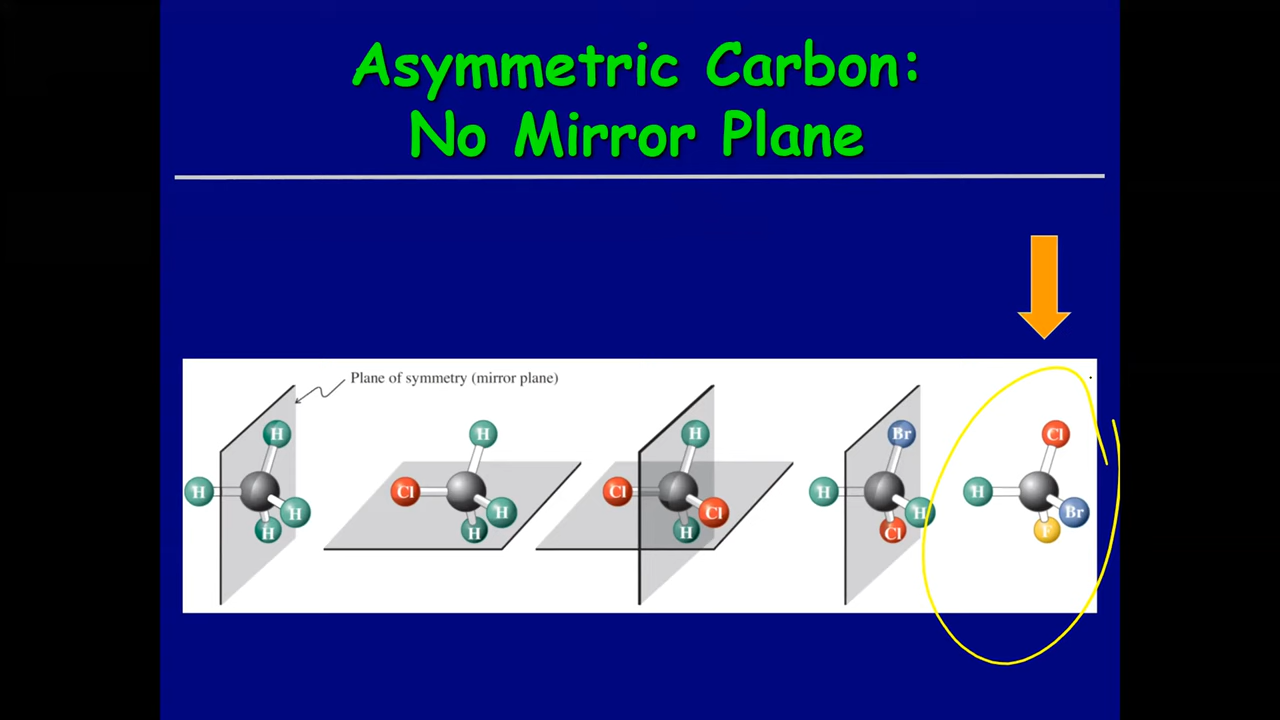 Asymmetric Carbon:
No Mirror Plane
Plane of symmetry (mirror plane)
H
H
H
H
H
Cl
H
H
H
Cl
Cl
H
Br
H
H
Cl
Cl
H
Br
F